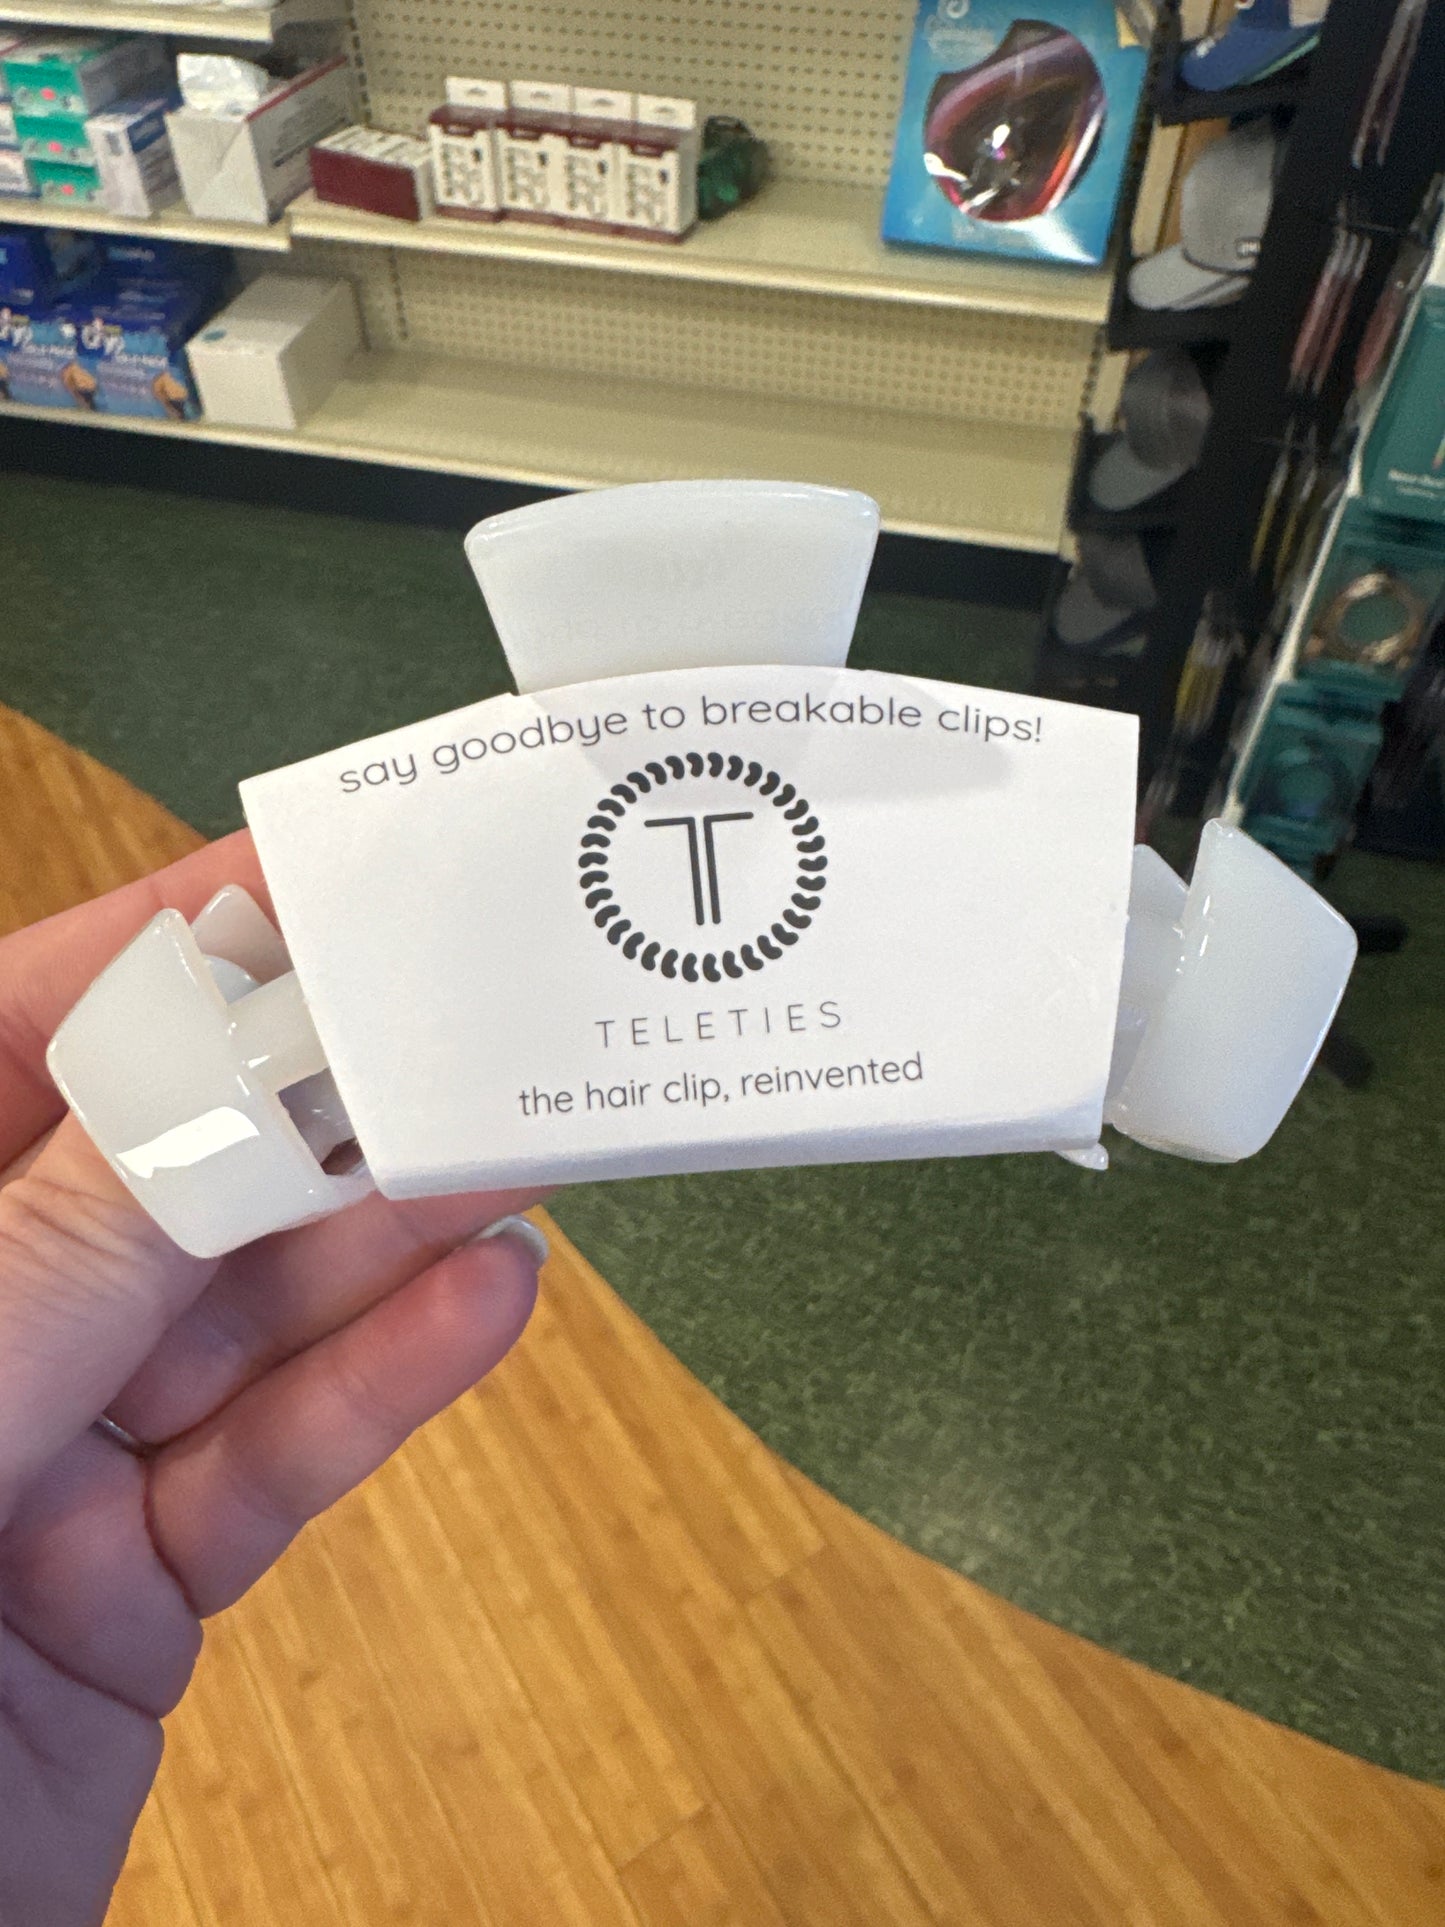 say goodbye to breakable clips!
T
TELETIES
the hair clip, reinvented